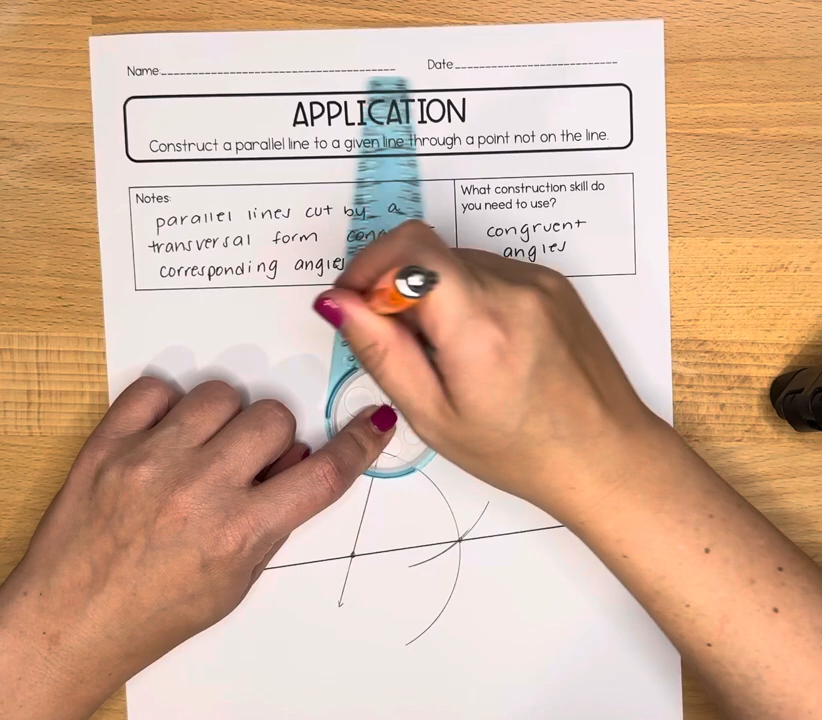 Name:
Date
APPLICATION
Construct a parallel line to a given line through a point not on the line.
Notes:
parallel lines cut by a
transversal form
corresponding angles
What construction skill do
you need to use?
congruent
angles